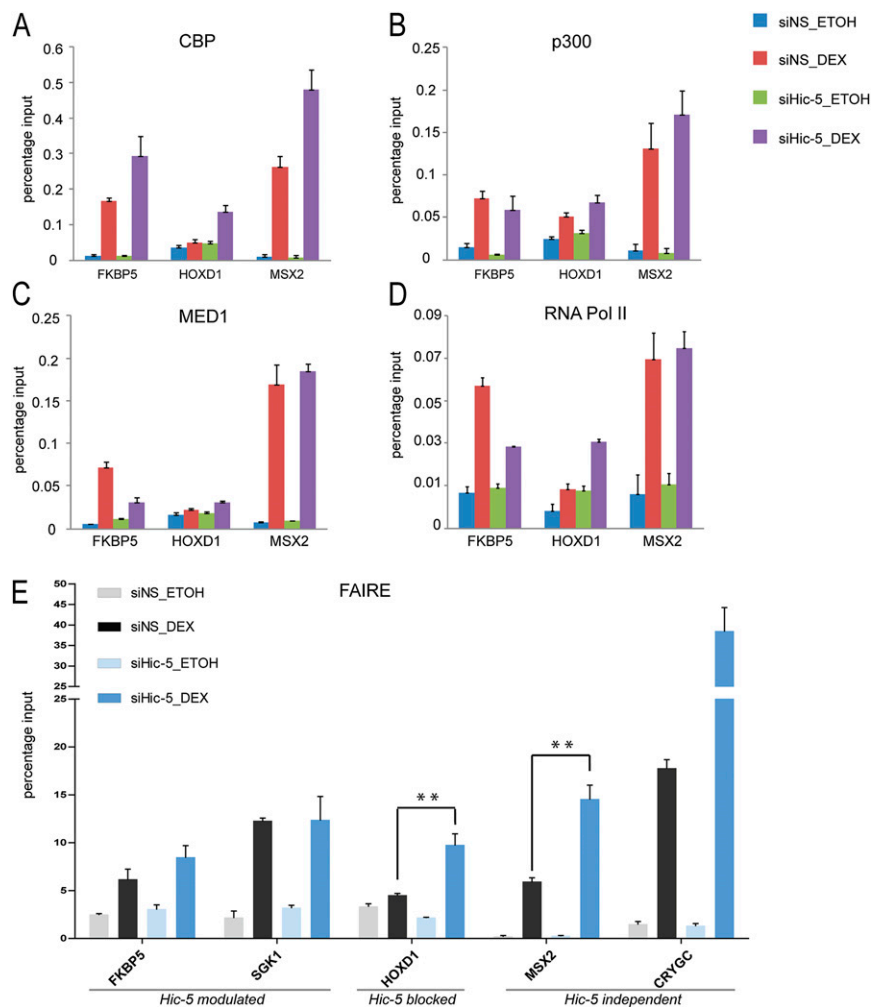 A
CBP
percentage input
0.6
0.5
0.4
0.3
0.2
0.1
0
FKBP5 HOXD1 MSX2
B
p300
percentage input
0.25
0.2
0.15
0.1
0.05
0
FKBP5 HOXD1 MSX2
siNS_ETOH
siNS_DEX
siHic-5_ETOH
siHic-5_DEX
C
MED1
percentage input
0.25
0.2
0.15
0.1
0.05
0
FKBP5 HOXD1 MSX2
D
RNA Pol II
percentage input
0.09
0.07
0.05
0.03
0.01
0
FKBP5 HOXD1 MSX2
E
FAIRE
siNS_ETOH
siNS_DEX
siHic-5_ETOH
siHic-5_DEX
percentage input
50
45
40
35
30
25
25
20
15
10
5
0
**
**
FKBP5 SGK1 HOXD1 MSX2 CRYGC
Hic-5 modulated Hic-5 blocked Hic-5 independent